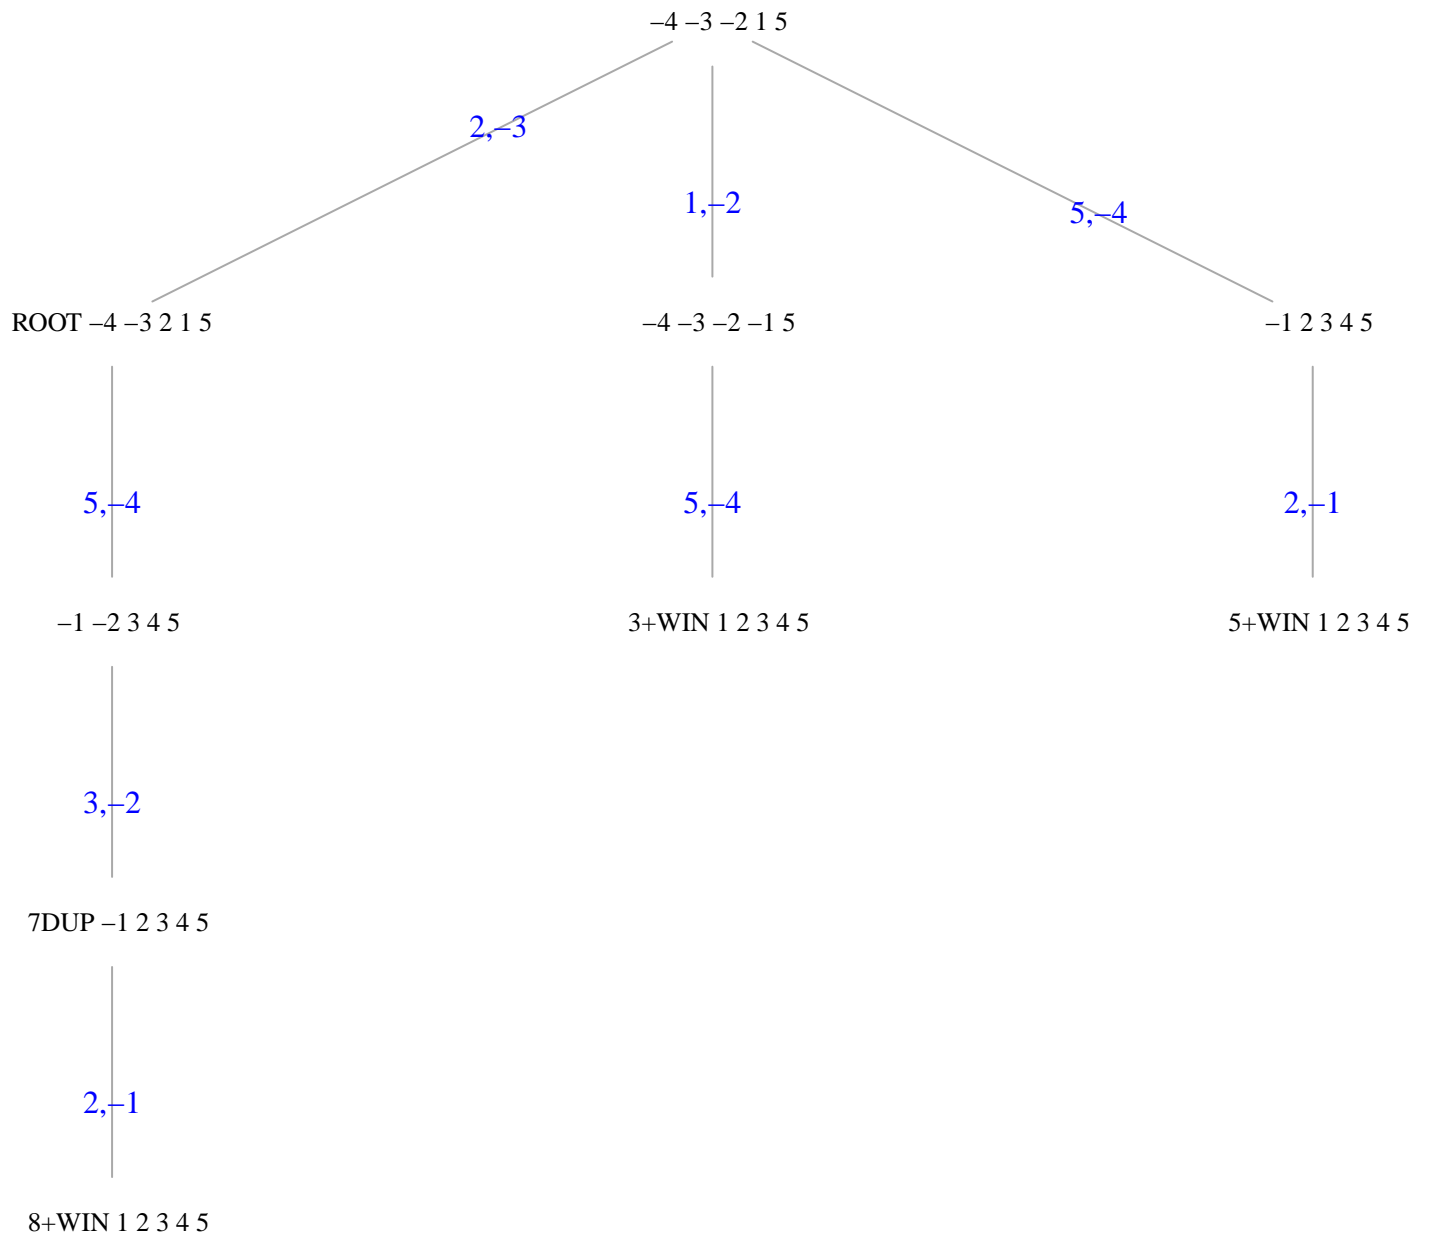 –4 –3 –2 1 5
2,–3
1,–2
5,–4
ROOT –4 –3 2 1 5
–4 –3 –2 –1 5
–1 2 3 4 5
5,–4
5,–4
2,–1
–1 –2 3 4 5
3+WIN 1 2 3 4 5
5+WIN 1 2 3 4 5
3,–2
7DUP –1 2 3 4 5
2,–1
8+WIN 1 2 3 4 5